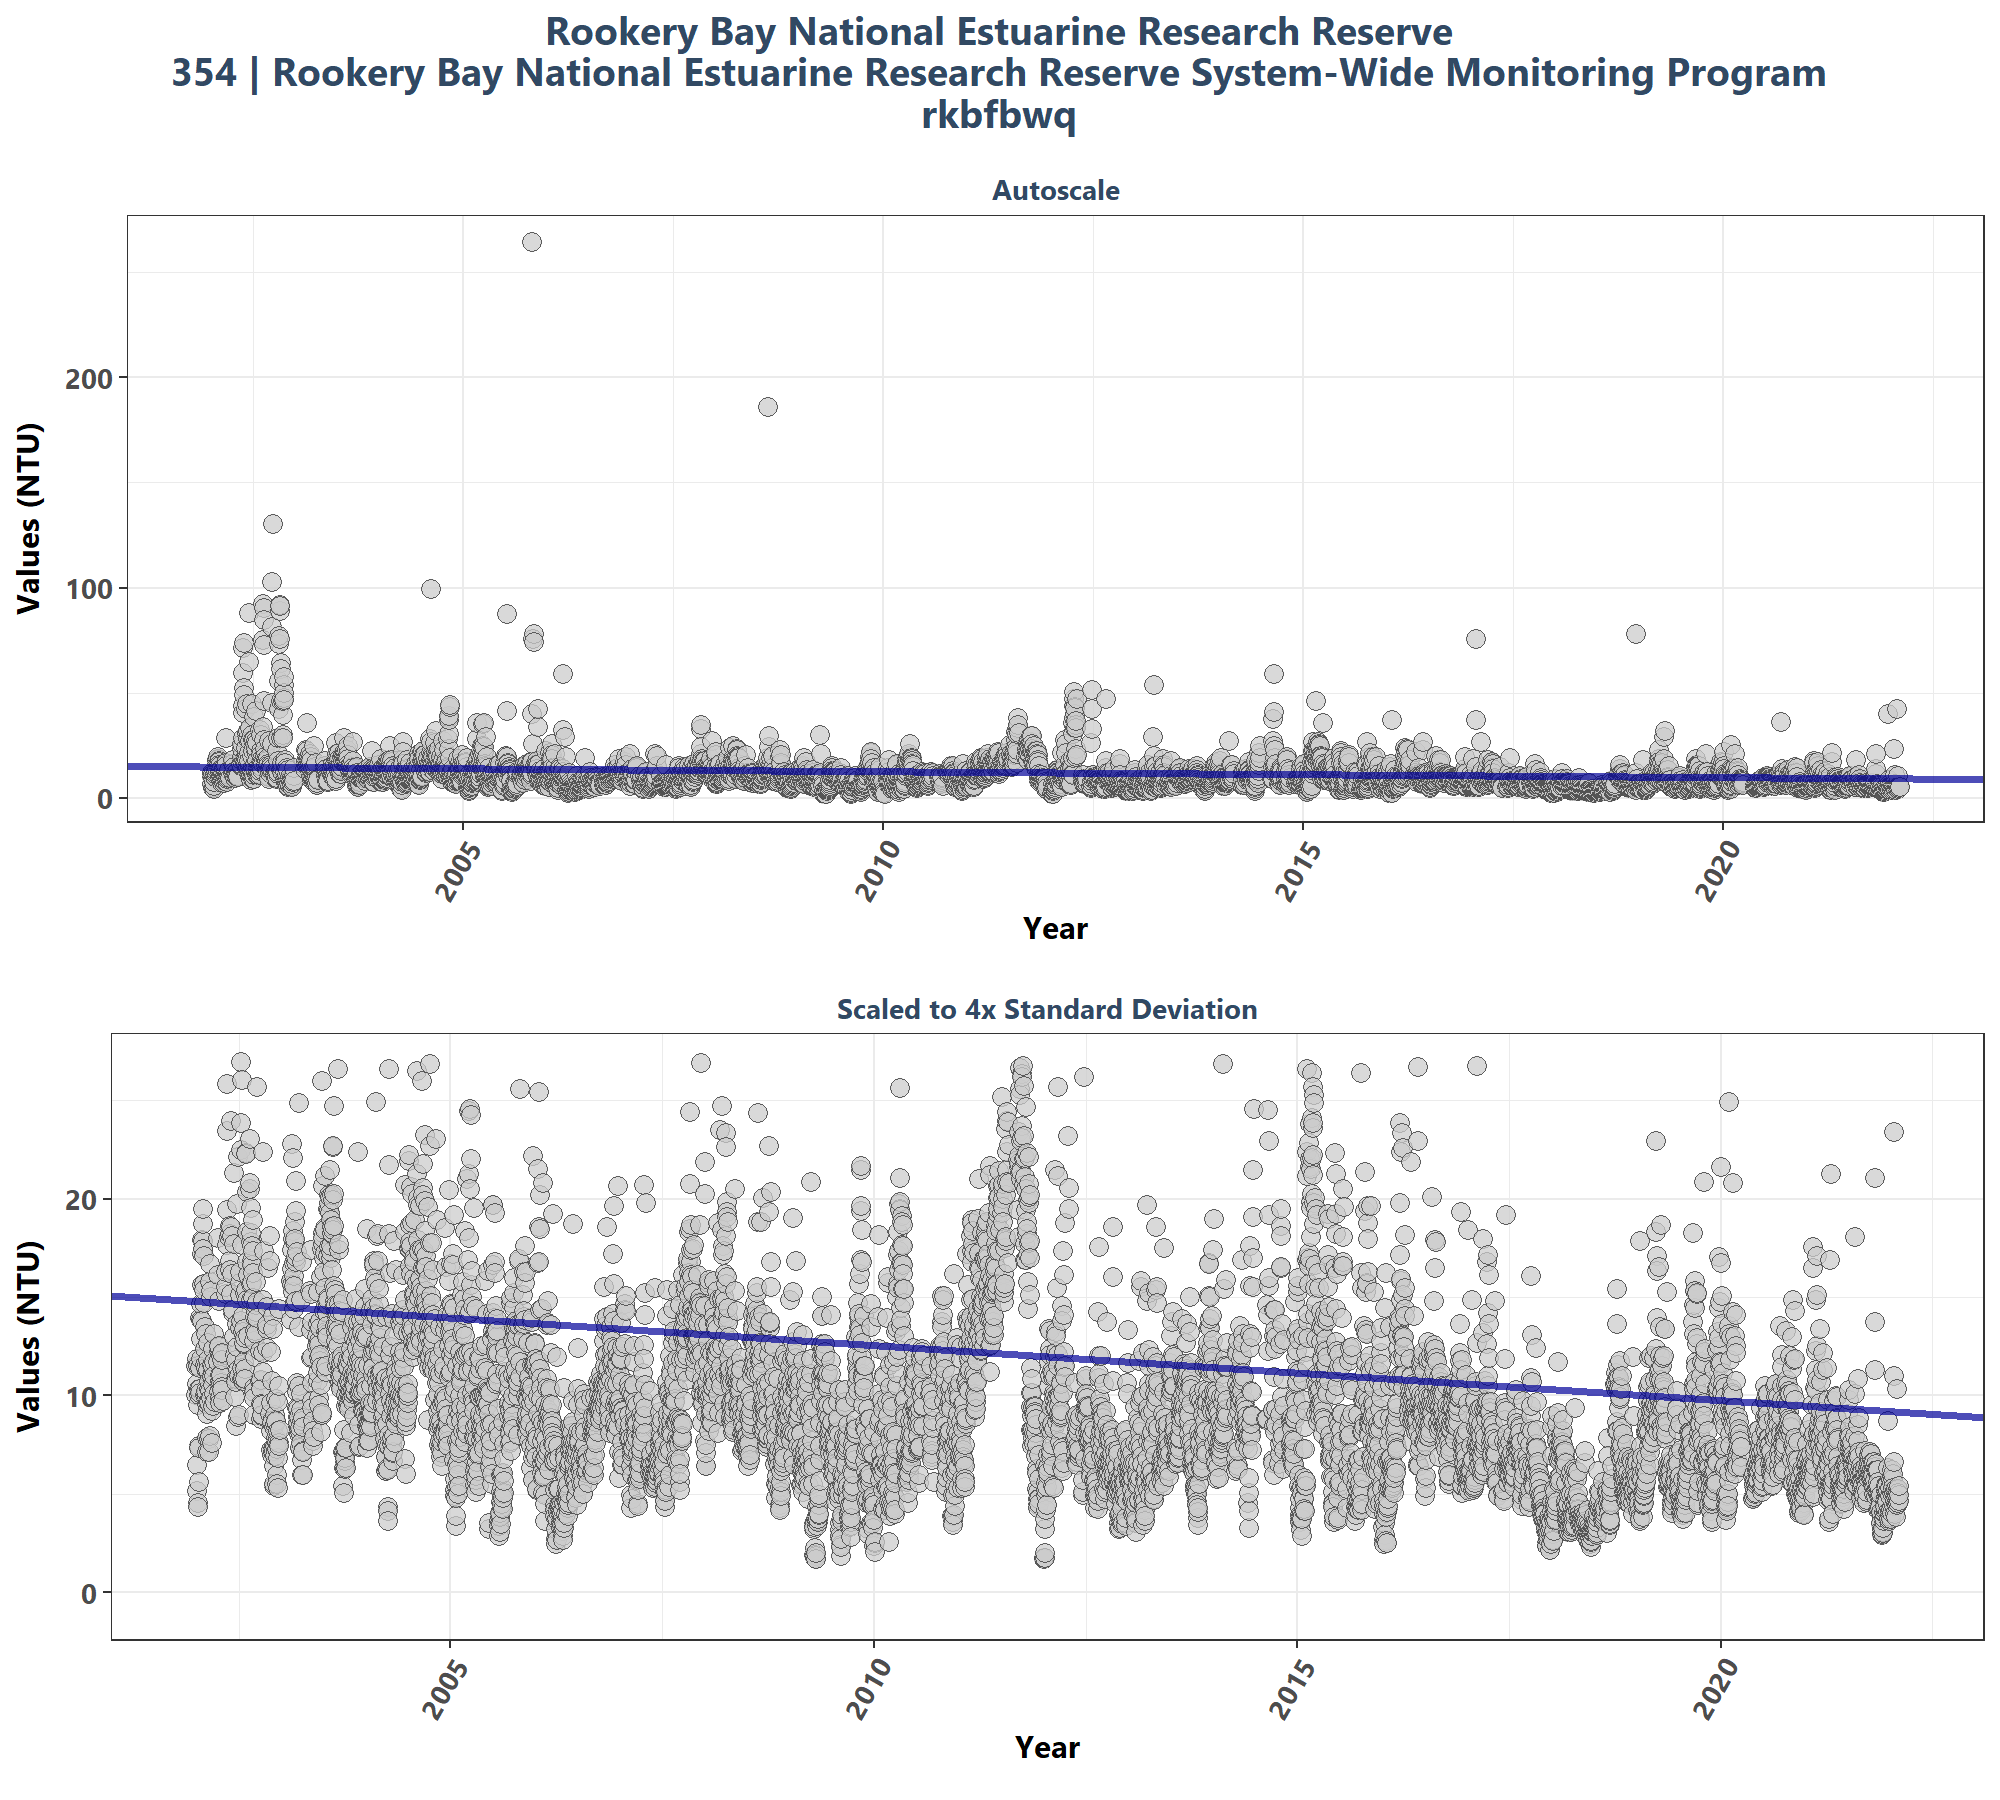 Rookery Bay National Estuarine Research Reserve
354 | Rookery Bay National Estuarine Research Reserve System-Wide Monitoring Program
rkbfbwq
Autoscale
Values (NTU)
200
100
0
2005
2010
2015
2020
Year
Scaled to 4x Standard Deviation
Values (NTU)
20
10
0
2005
2010
2015
2020
Year